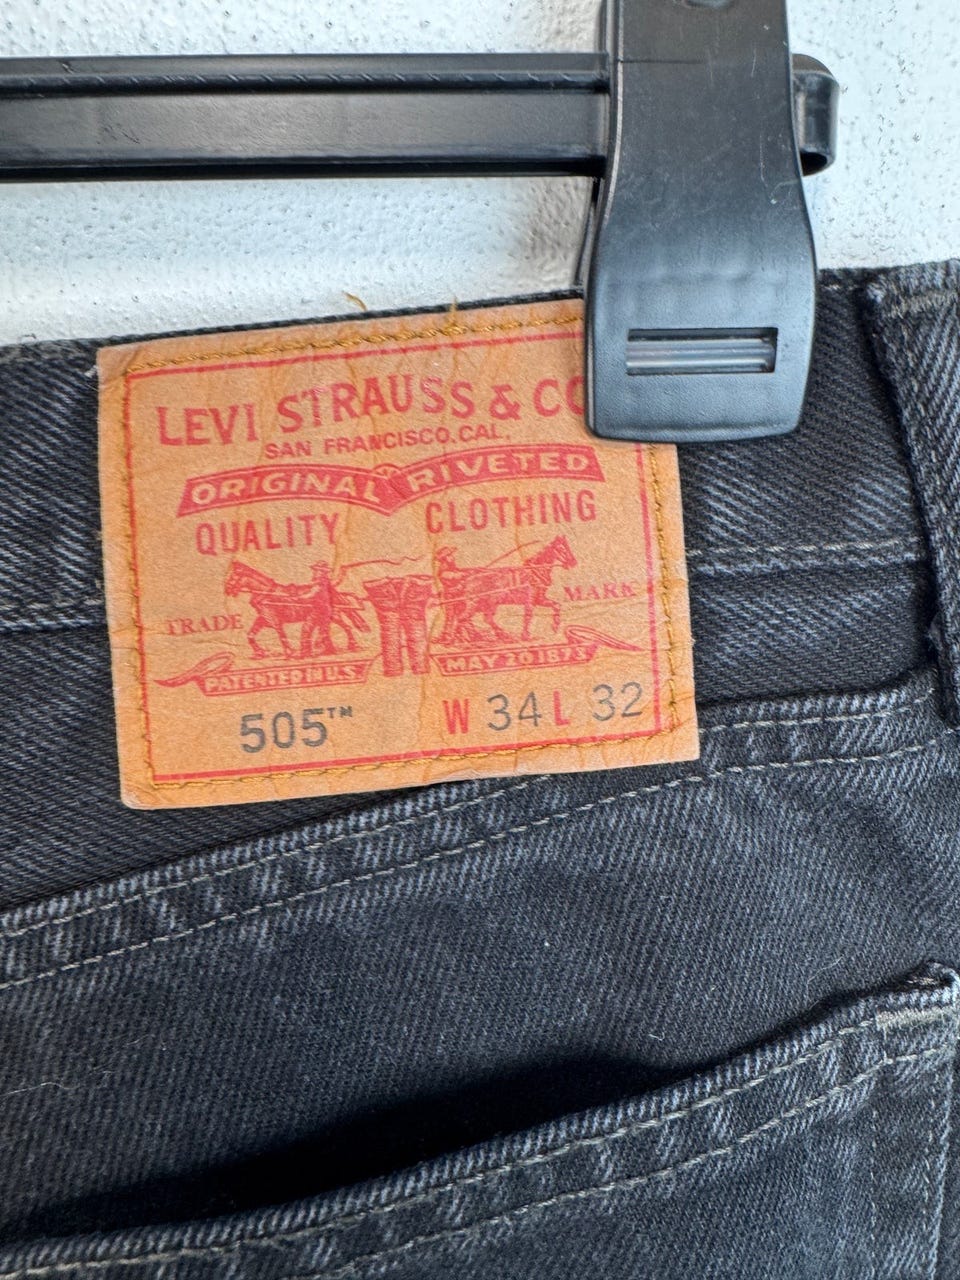 LEVI STRAUSS & CO
SAN FRANCISCO, CAL.
ORIGINAL RIVETED
QUALITY CLOTHING
TRADE MARK
PATENTED IN U.S. MAY 20 1873
505™ W 34 L 32